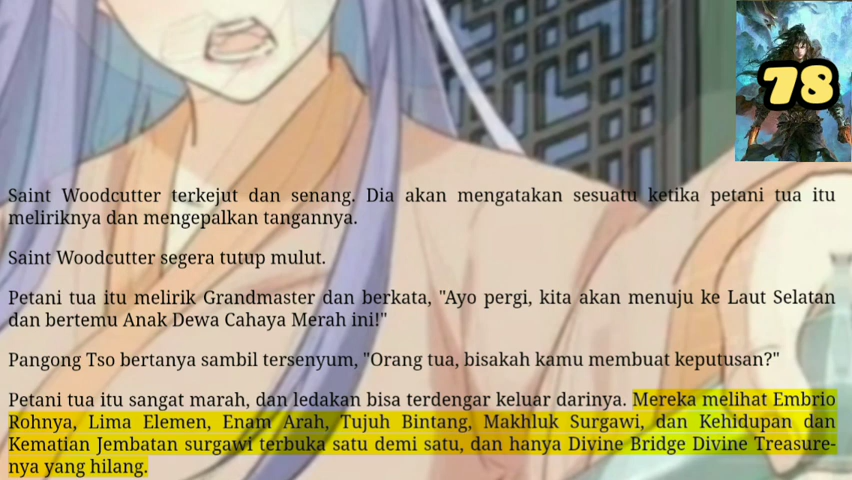 78
Saint Woodcutter terkejut dan senang. Dia akan mengatakan sesuatu ketika petani tua itu
meliriknya dan mengepalkan tangannya.
Saint Woodcutter segera tutup mulut.
Petani tua itu melirik Grandmaster dan berkata, "Ayo pergi, kita akan menuju ke Laut Selatan
dan bertemu Anak Dewa Cahaya Merah ini!"
Pangong Tso bertanya sambil tersenyum, "Orang tua, bisakah kamu membuat keputusan?"
Petani tua itu sangat marah, dan ledakan bisa terdengar keluar darinya. Mereka melihat Embrio
Rohnya, Lima Elemen, Enam Arah, Tujuh Bintang, Makhluk Surgawi, dan Kehidupan dan
Kematian Jembatan surgawi terbuka satu demi satu, dan hanya Divine Bridge Divine Treasure-
nya yang hilang.